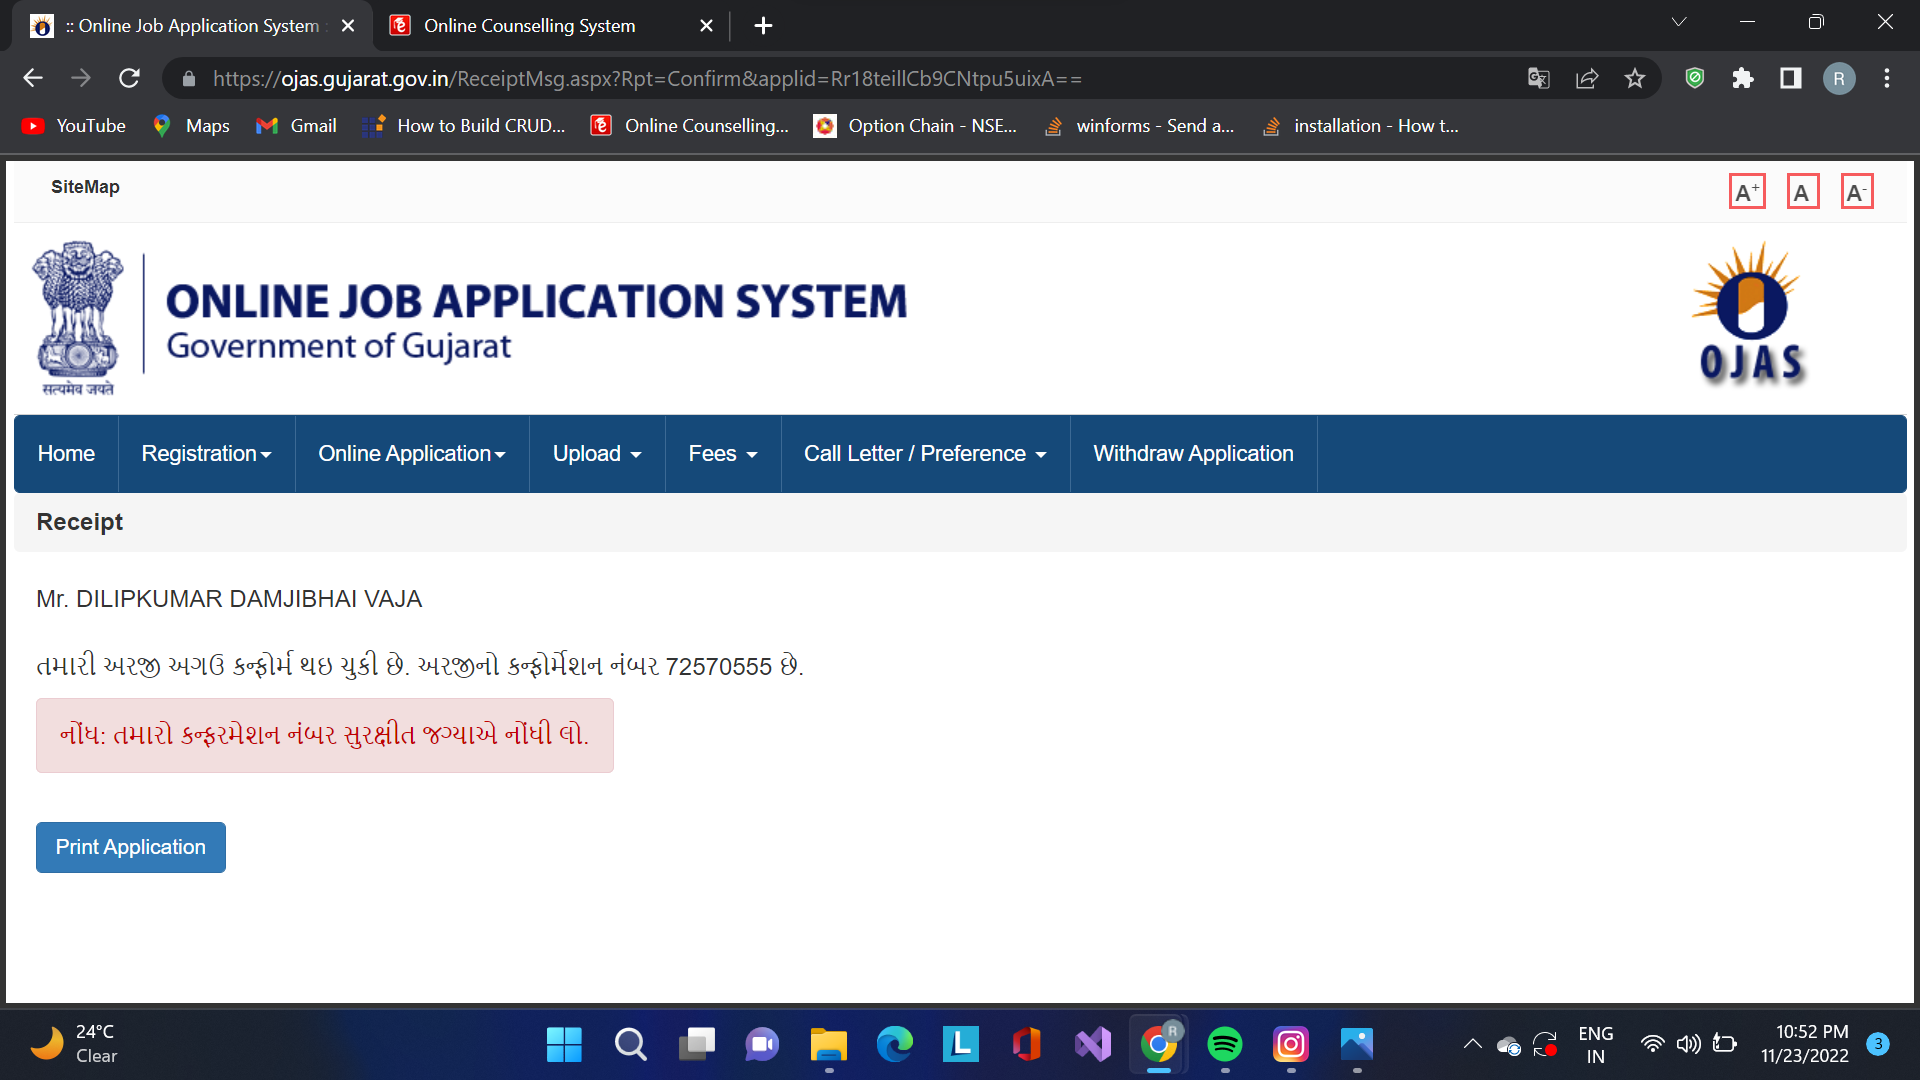 :: Online Job Application System :
Online Counselling System
https://ojas.gujarat.gov.in/ReceiptMsg.aspx?Rpt=Confirm&applid=Rr18teillCb9CNtpu5uixA==
R
YouTube
Maps
Gmail
How to Build CRUD...
Online Counselling...
Option Chain - NSE...
winforms - Send a...
installation - How t...
SiteMap
A+ A A-
ONLINE JOB APPLICATION SYSTEM
Government of Gujarat
सत्यमेव जयते
OJAS
Home
Registration
Online Application
Upload
Fees
Call Letter / Preference
Withdraw Application
Receipt
Mr. DILIPKUMAR DAMJIBHAI VAJA
તમારી અરજી અગઉ કન્ફોર્મ થઇ ચુકી છે. અરજીનો કન્ફોર્મેશન નંબર 72570555 છે.
નોંધ: તમારો કન્ફરમેશન નંબર સુરક્ષીત જગ્યાએ નોંધી લો.
Print Application
24°C
Clear
L
R
ENG
IN
10:52 PM
11/23/2022
3